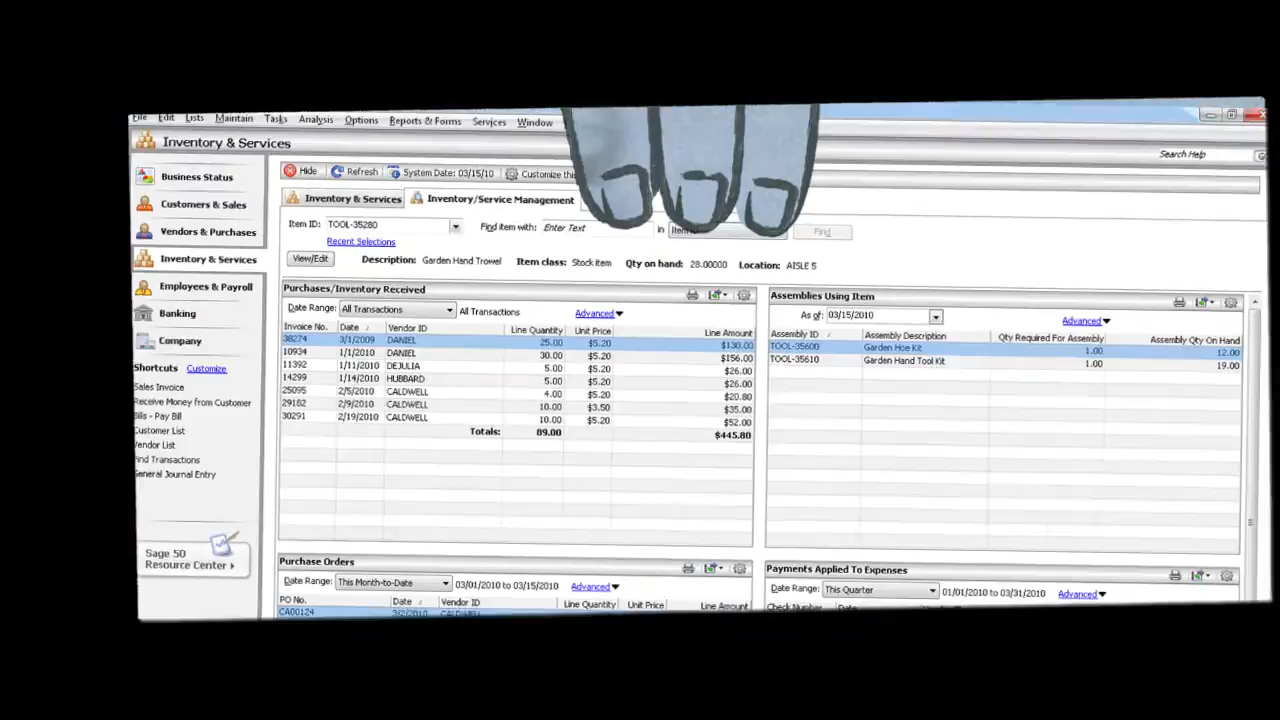 File Edit Lists Maintain Tasks Analysis Options Reports & Forms Services Window
Inventory & Services
Search Help
Business Status
Customers & Sales
Vendors & Purchases
Inventory & Services
Employees & Payroll
Banking
Company
Shortcuts Customize
Sales Invoice
Receive Money from Customer
Bills - Pay Bill
Customer List
Vendor List
Find Transactions
General Journal Entry
Sage 50
Resource Center
Hide Refresh System Date: 03/15/10 Customize this
Inventory & Services Inventory/Service Management
Item ID: TOOL-35280 Find item with: Enter Text in Item Find
Recent Selections
View/Edit Description: Garden Hand Trowel Item class: Stock item Qty on hand: 28.00000 Location: AISLE 5
Purchases/Inventory Received
Date Range: All Transactions All Transactions Advanced
Invoice No. Date Vendor ID Line Quantity Unit Price Line Amount
38274 3/1/2009 DANIEL 25.00 $5.20 $130.00
10934 1/1/2010 DANIEL 30.00 $5.20 $156.00
11392 1/11/2010 DEJULIA 5.00 $5.20 $26.00
14299 1/14/2010 HUBBARD 5.00 $5.20 $26.00
25095 2/5/2010 CALDWELL 4.00 $5.20 $20.80
29182 2/9/2010 CALDWELL 10.00 $3.50 $35.00
30291 2/19/2010 CALDWELL 10.00 $5.20 $52.00
Totals: 89.00 $445.80
Assemblies Using Item
As of: 03/15/2010 Advanced
Assembly ID Assembly Description Qty Required For Assembly Assembly Qty On Hand
TOOL-35600 Garden Hoe Kit 1.00 12.00
TOOL-35610 Garden Hand Tool Kit 1.00 19.00
Purchase Orders
Date Range: This Month-to-Date 03/01/2010 to 03/15/2010 Advanced
PO No. Date Vendor ID Line Quantity Unit Price Line Amount
CA00124 3/2/2010 CALDWELL
Payments Applied To Expenses
Date Range: This Quarter 01/01/2010 to 03/31/2010 Advanced
Check Number